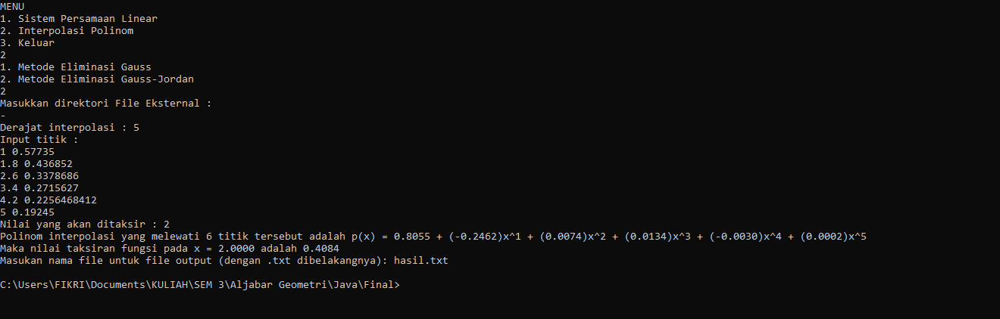 MENU
1. Sistem Persamaan Linear
2. Interpolasi Polinom
3. Keluar
2
1. Metode Eliminasi Gauss
2. Metode Eliminasi Gauss-Jordan
2
Masukkan direktori File Eksternal :
-
Derajat interpolasi : 5
Input titik :
1 0.57735
1.8 0.436852
2.6 0.3378686
3.4 0.2715627
4.2 0.2256468412
5 0.19245
Nilai yang akan ditaksir : 2
Polinom interpolasi yang melewati 6 titik tersebut adalah p(x) = 0.8055 + (-0.2462)x^1 + (0.0074)x^2 + (0.0134)x^3 + (-0.0030)x^4 + (0.0002)x^5
Maka nilai taksiran fungsi pada x = 2.0000 adalah 0.4084
Masukan nama file untuk file output (dengan .txt dibelakangnya): hasil.txt
C:\Users\FIKRI\Documents\KULIAH\SEM 3\Aljabar Geometri\Java\Final>